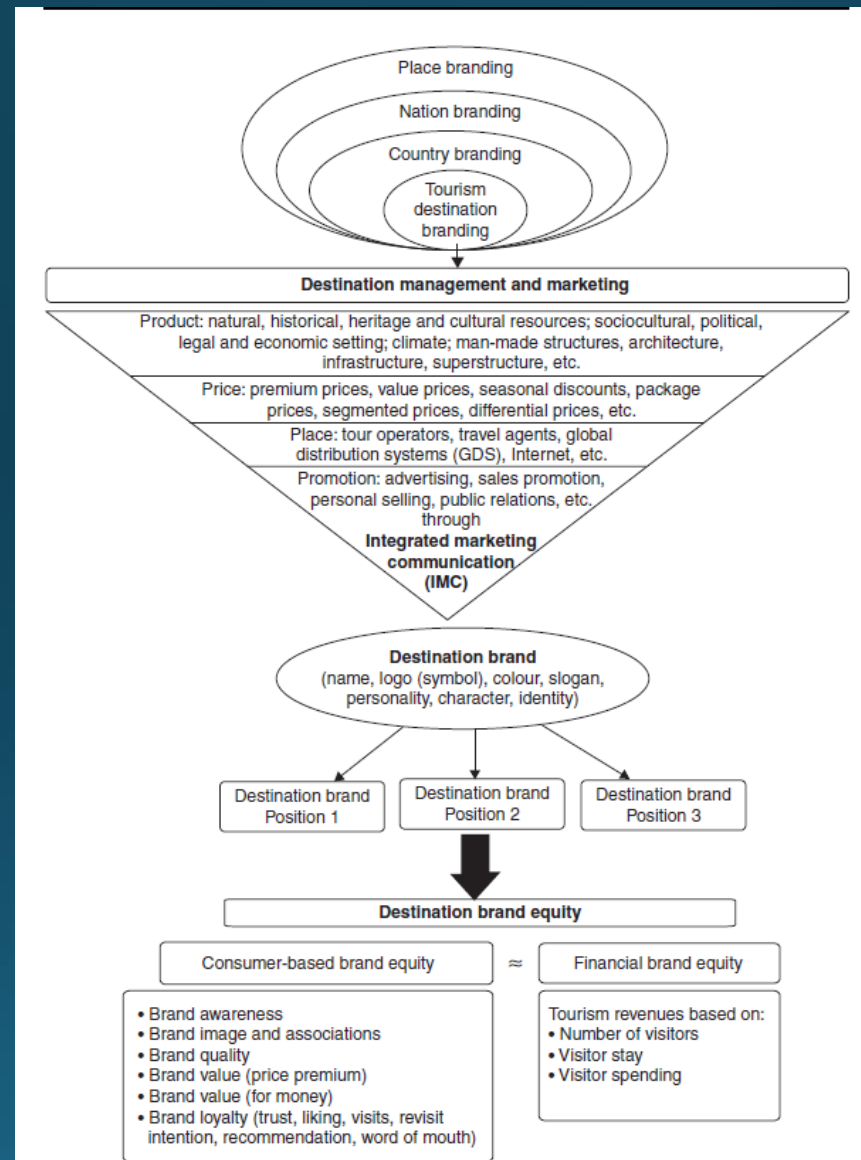 Place branding
Nation branding
Country branding
Tourism
destination
branding
Destination management and marketing
Product: natural, historical, heritage and cultural resources; sociocultural, political,
legal and economic setting; climate; man-made structures, architecture,
infrastructure, superstructure, etc.
Price: premium prices, value prices, seasonal discounts, package
prices, segmented prices, differential prices, etc.
Place: tour operators, travel agents, global
distribution systems (GDS), Internet, etc.
Promotion: advertising, sales promotion,
personal selling, public relations, etc.
through
Integrated marketing
communication
(IMC)
Destination brand
(name, logo (symbol), colour, slogan,
personality, character, identity)
Destination brand
Position 1
Destination brand
Position 2
Destination brand
Position 3
Destination brand equity
Consumer-based brand equity
≈
Financial brand equity
• Brand awareness
• Brand image and associations
• Brand quality
• Brand value (price premium)
• Brand value (for money)
• Brand loyalty (trust, liking, visits, revisit
intention, recommendation, word of mouth)
Tourism revenues based on:
• Number of visitors
• Visitor stay
• Visitor spending